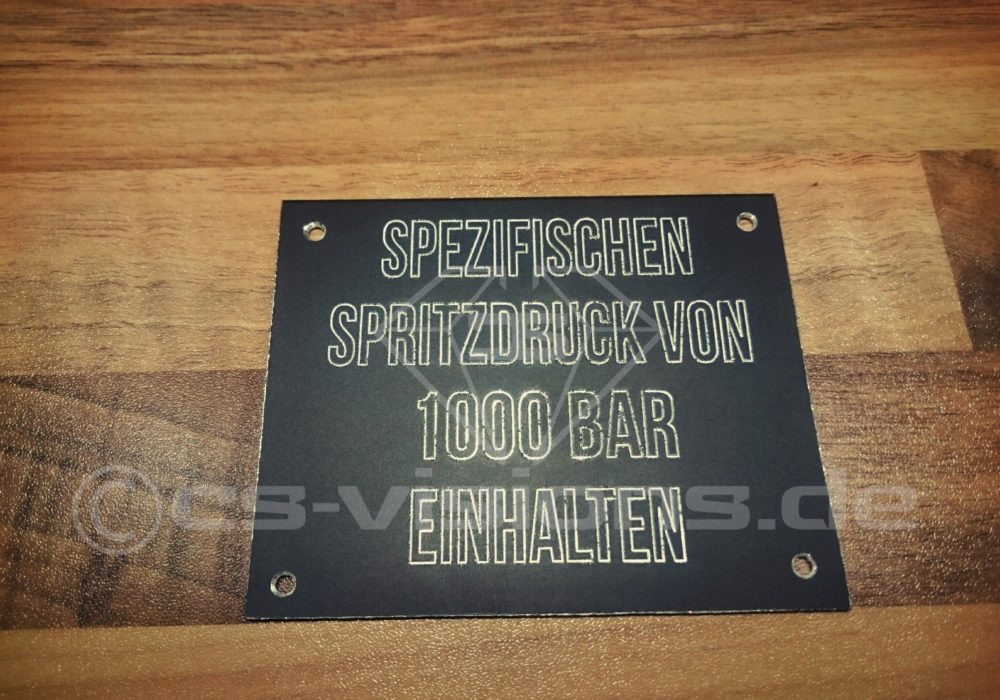 SPEZIFISCHEN
SPRITZDRUCK VON
1000 BAR
EINHALTEN
©cs-visions.de